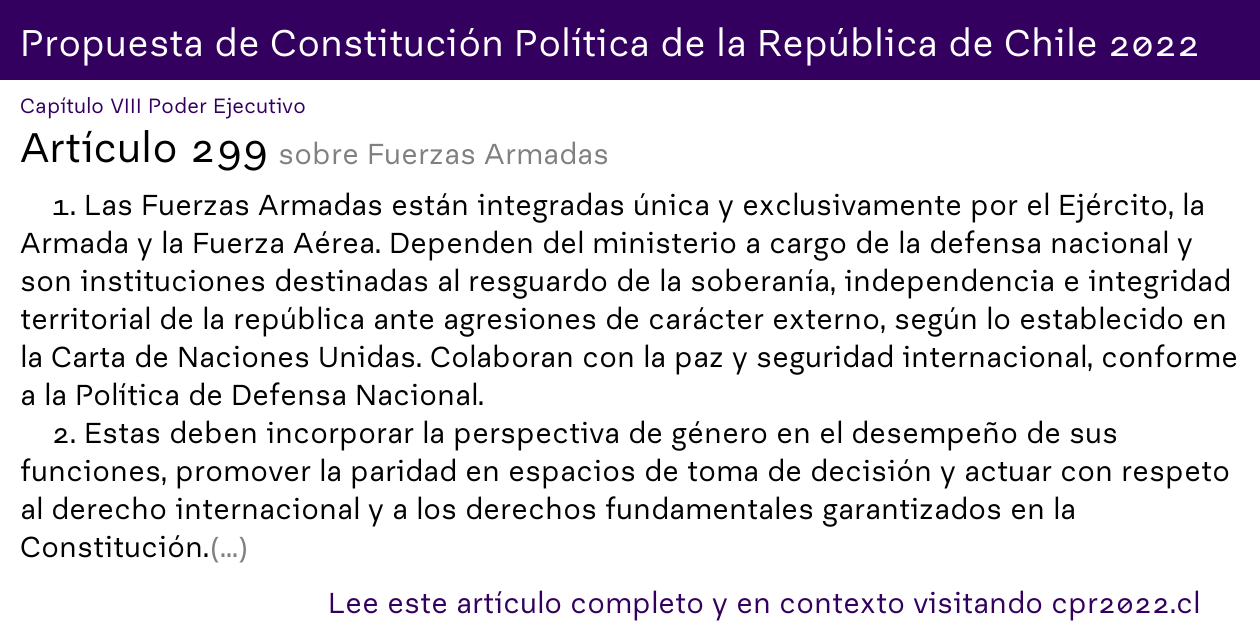 Propuesta de Constitución Política de la República de Chile 2022
Capítulo VIII Poder Ejecutivo
Artículo 299 sobre Fuerzas Armadas
1. Las Fuerzas Armadas están integradas única y exclusivamente por el Ejército, la
Armada y la Fuerza Aérea. Dependen del ministerio a cargo de la defensa nacional y
son instituciones destinadas al resguardo de la soberanía, independencia e integridad
territorial de la república ante agresiones de carácter externo, según lo establecido en
la Carta de Naciones Unidas. Colaboran con la paz y seguridad internacional, conforme
a la Política de Defensa Nacional.
2. Estas deben incorporar la perspectiva de género en el desempeño de sus
funciones, promover la paridad en espacios de toma de decisión y actuar con respeto
al derecho internacional y a los derechos fundamentales garantizados en la
Constitución.(...)
Lee este artículo completo y en contexto visitando cpr2022.cl